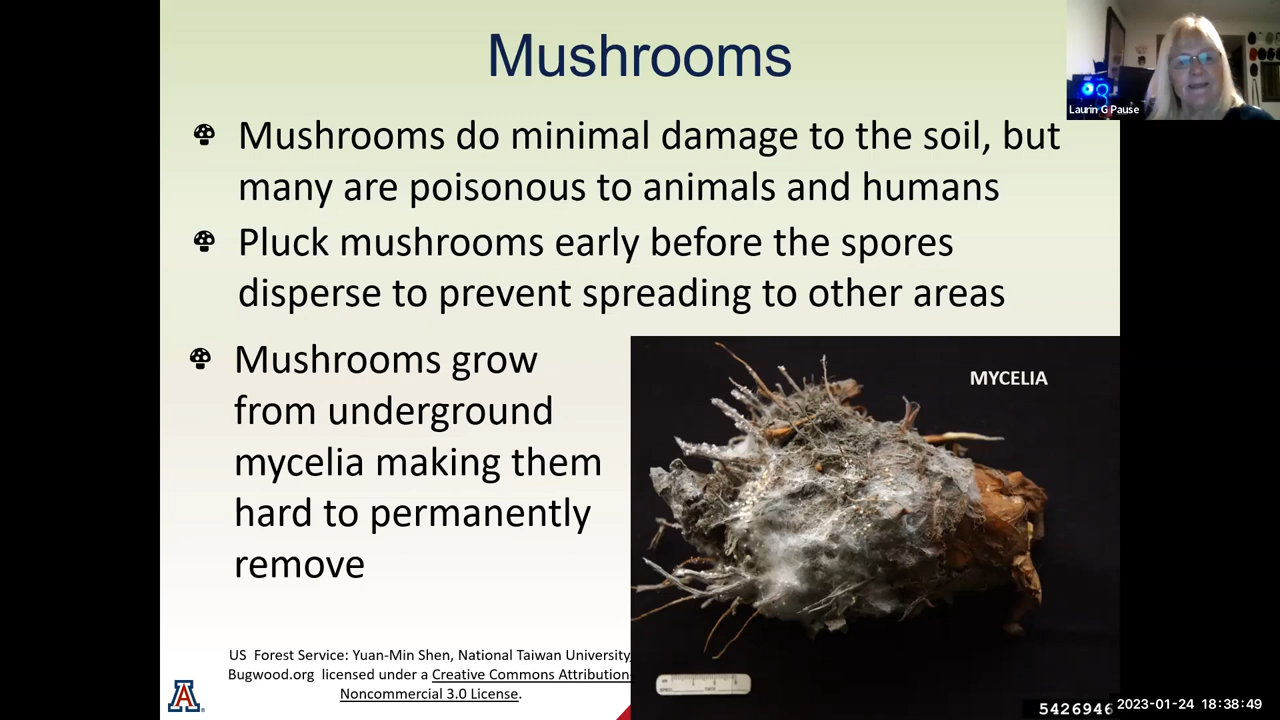 Mushrooms
Laurin G Pause
Mushrooms do minimal damage to the soil, but
many are poisonous to animals and humans
Pluck mushrooms early before the spores
disperse to prevent spreading to other areas
Mushrooms grow
from underground
mycelia making them
hard to permanently
remove
MYCELIA
US Forest Service: Yuan-Min Shen, National Taiwan University,
Bugwood.org licensed under a Creative Commons Attribution-
Noncommercial 3.0 License.
A
5426946
2023-01-24 18:38:49